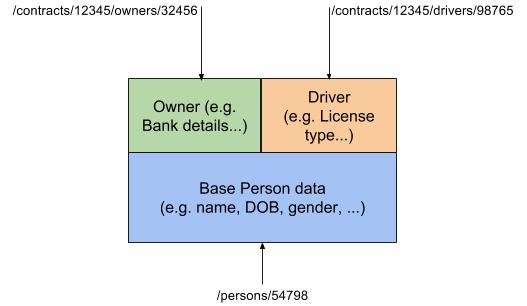 /contracts/12345/owners/32456
/contracts/12345/drivers/98765
Owner (e.g.
Bank details...)
Driver
(e.g. License
type...)
Base Person data
(e.g. name, DOB, gender, ...)
/persons/54798